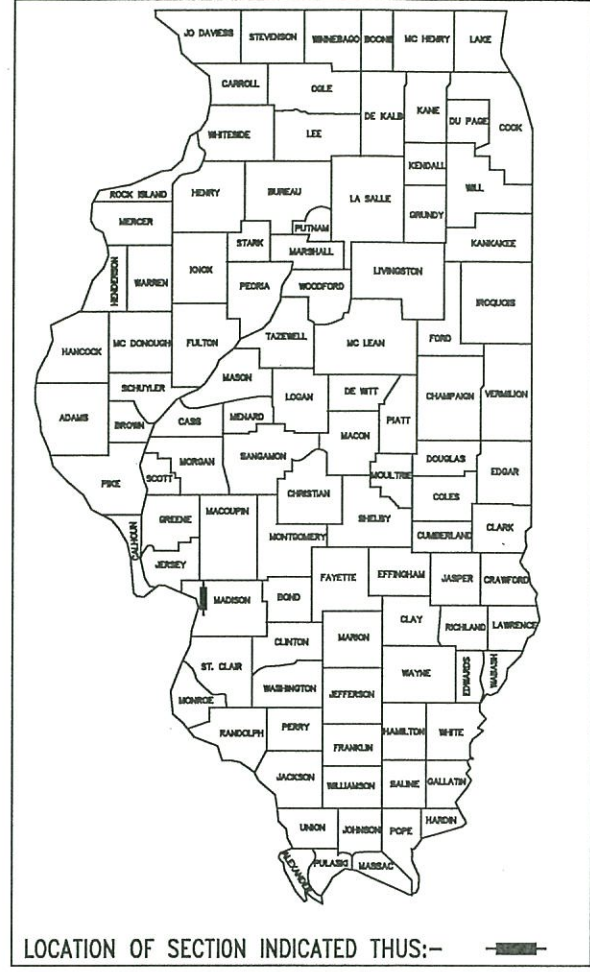 JO DAVIESS STEVENSON WINNEBAGO BOONE MC HENRY LAKE
CARROLL OGLE
DE KALB KANE DU PAGE COOK
WHITESIDE LEE
KENDALL WILL
ROCK ISLAND HENRY BUREAU LA SALLE
MERCER PUTNAM GRUNDY
STARK MARSHALL KANKAKEE
HENDERSON WARREN KNOX PEORIA WOODFORD LIVINGSTON
IROQUOIS
HANCOCK MC DONOUGH FULTON TAZEWELL MC LEAN FORD
MASON
SCHUYLER LOGAN DE WITT CHAMPAIGN VERMILION
ADAMS BROWN CASS MENARD MACON PIATT
PIKE SCOTT MORGAN SANGAMON MOULTRIE DOUGLAS EDGAR
CHRISTIAN COLES
CALHOUN GREENE MACOUPIN SHELBY CLARK
MONTGOMERY CUMBERLAND
JERSEY FAYETTE EFFINGHAM JASPER CRAWFORD
MADISON BOND
CLAY RICHLAND LAWRENCE
CLINTON MARION
ST. CLAIR WAYNE EDWARDS WABASH
MONROE WASHINGTON JEFFERSON
RANDOLPH PERRY HAMILTON WHITE
FRANKLIN
JACKSON WILLIAMSON SALINE GALLATIN
UNION JOHNSON POPE HARDIN
ALEXANDER PULASKI MASSAC
LOCATION OF SECTION INDICATED THUS:-